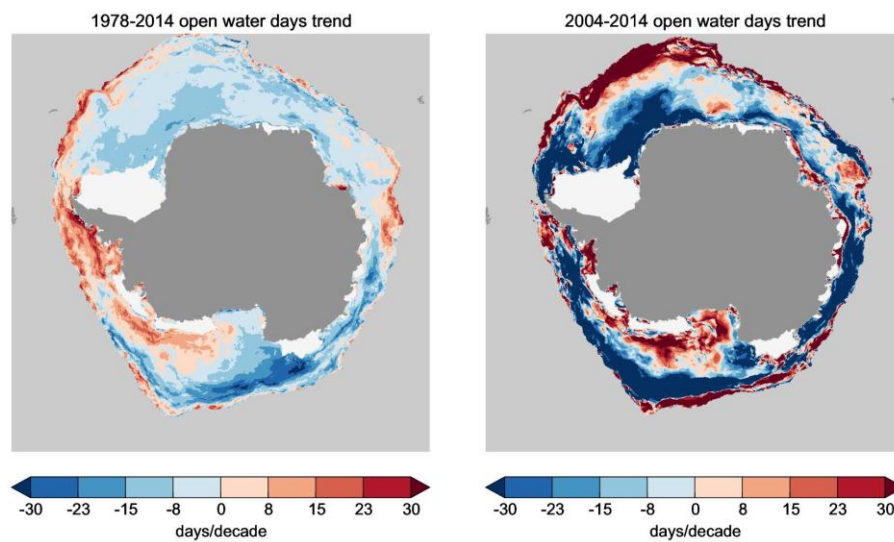 1978-2014 open water days trend
2004-2014 open water days trend
-30 -23 -15 -8 0 8 15 23 30
days/decade
-30 -23 -15 -8 0 8 15 23 30
days/decade